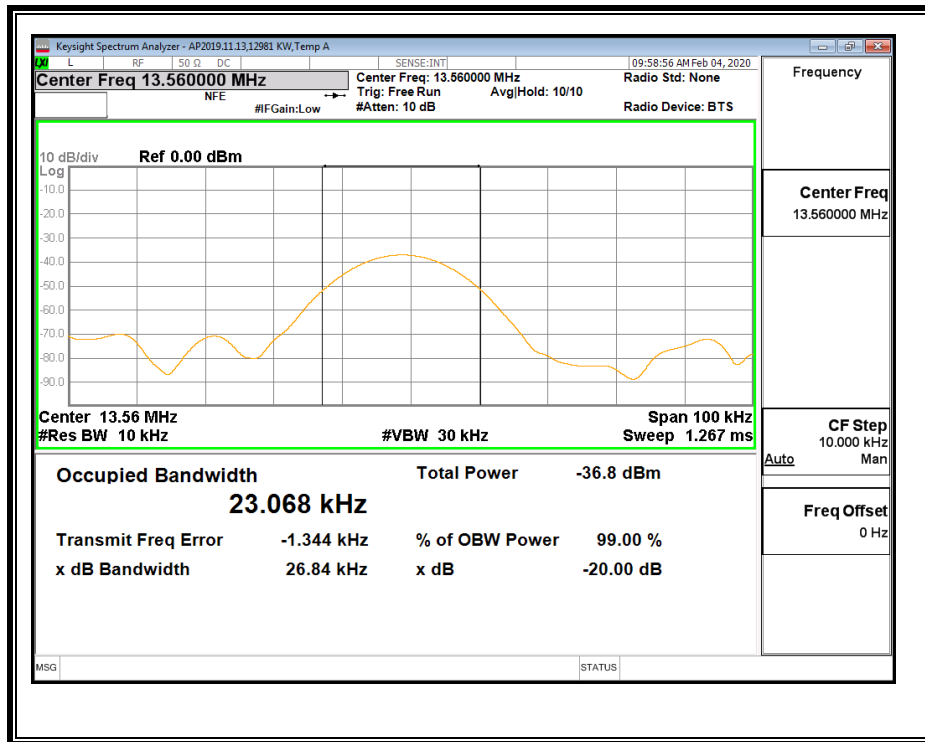 Keysight Spectrum Analyzer - AP2019.11.13,12981 KW,Temp A
LXI L RF 50 Ω DC SENSE:INT 09:58:56 AM Feb 04, 2020
Center Freq 13.560000 MHz
NFE
#IFGain:Low
Center Freq: 13.560000 MHz
Trig: Free Run Avg|Hold: 10/10
#Atten: 10 dB
Radio Std: None
Radio Device: BTS
10 dB/div Ref 0.00 dBm
Log
-10.0
-20.0
-30.0
-40.0
-50.0
-60.0
-70.0
-80.0
-90.0
Center 13.56 MHz Span 100 kHz
#Res BW 10 kHz #VBW 30 kHz Sweep 1.267 ms
Occupied Bandwidth Total Power -36.8 dBm
23.068 kHz
Transmit Freq Error -1.344 kHz % of OBW Power 99.00 %
x dB Bandwidth 26.84 kHz x dB -20.00 dB
MSG STATUS
Frequency
Center Freq
13.560000 MHz
CF Step
10.000 kHz
Auto Man
Freq Offset
0 Hz